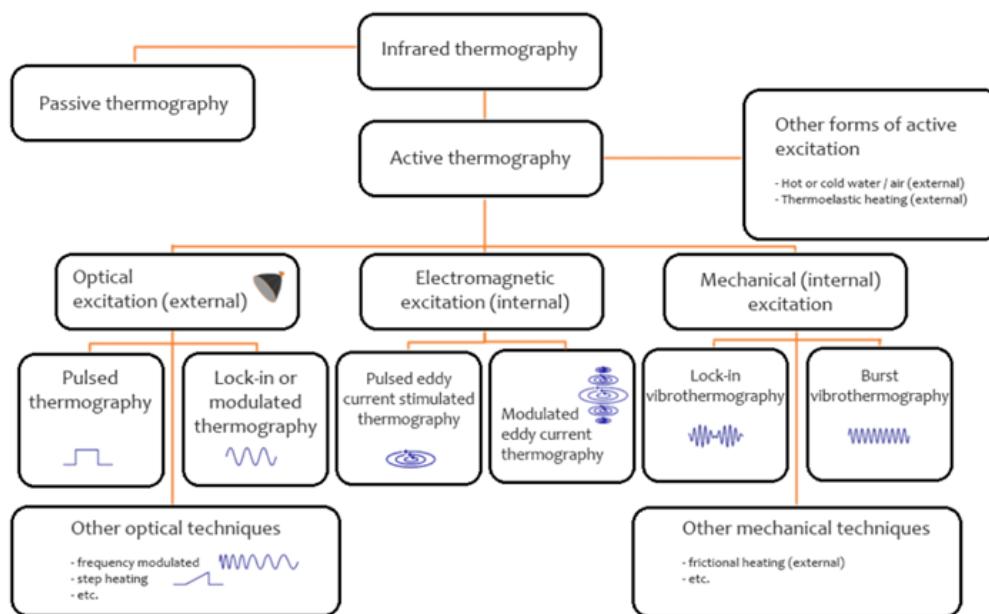 Infrared thermography
Passive thermography
Active thermography
Other forms of active
excitation
- Hot or cold water / air (external)
- Thermoelastic heating (external)
Optical
excitation (external)
Electromagnetic
excitation (internal)
Mechanical (internal)
excitation
Pulsed
thermography
Lock-in or
modulated
thermography
Pulsed eddy
current stimulated
thermography
Modulated
eddy current
thermography
Lock-in
vibrothermography
Burst
vibrothermography
Other optical techniques
- frequency modulated
- step heating
- etc.
Other mechanical techniques
- frictional heating (external)
- etc.